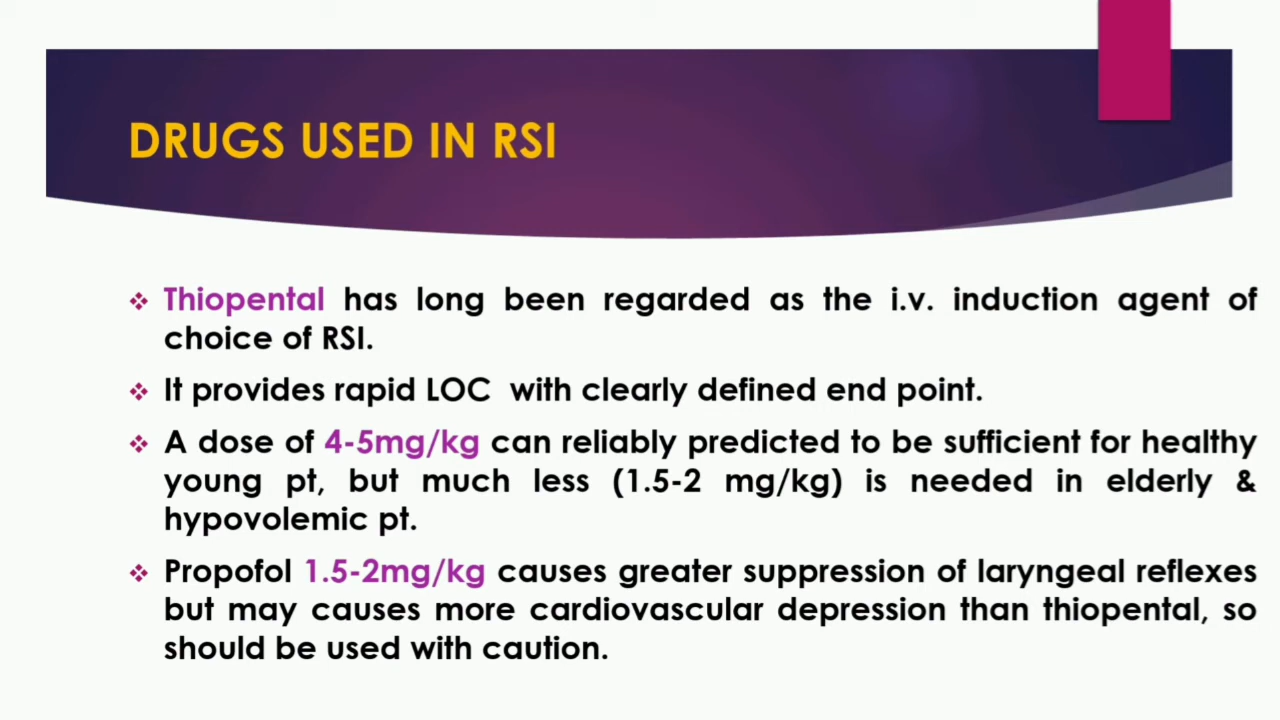 DRUGS USED IN RSI
❖ Thiopental has long been regarded as the i.v. induction agent of
choice of RSI.
❖ It provides rapid LOC with clearly defined end point.
❖ A dose of 4-5mg/kg can reliably predicted to be sufficient for healthy
young pt, but much less (1.5-2 mg/kg) is needed in elderly &
hypovolemic pt.
❖ Propofol 1.5-2mg/kg causes greater suppression of laryngeal reflexes
but may causes more cardiovascular depression than thiopental, so
should be used with caution.